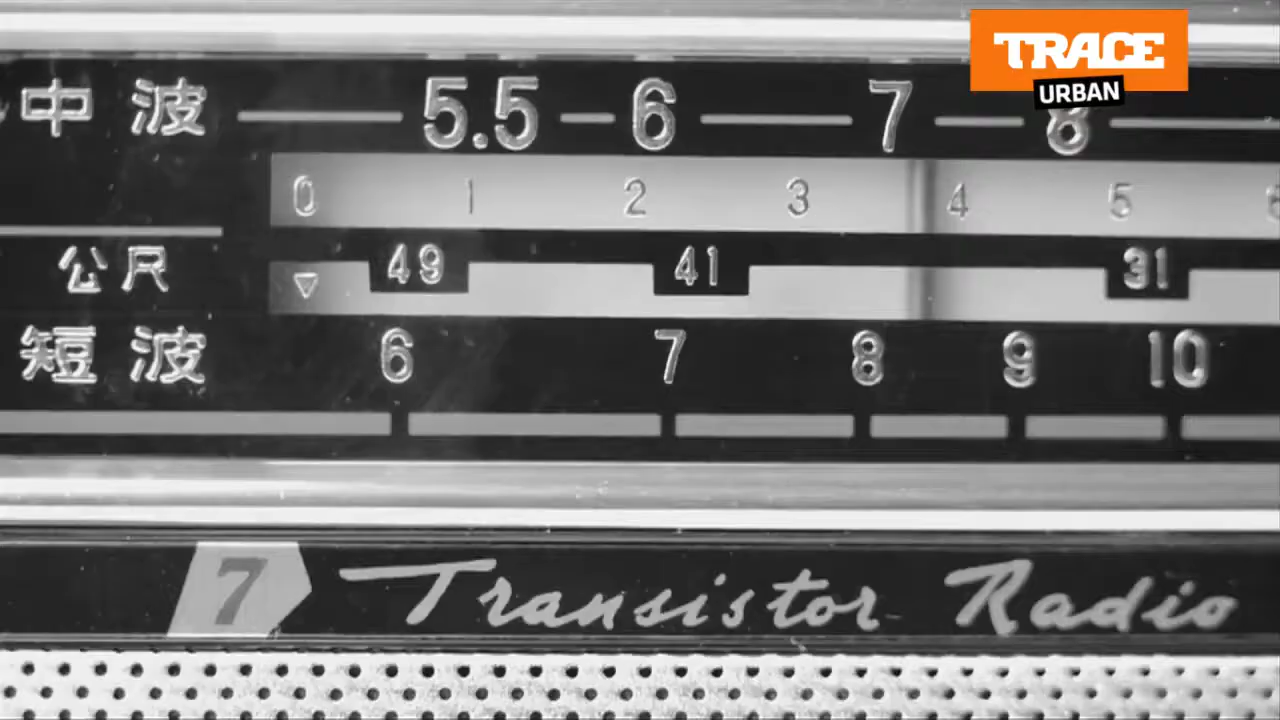 TRACE
URBAN
中波 5.5 6 7 8
0 1 2 3 4 5 6
公尺 49 41 31
短波 6 7 8 9 10
7 Transistor Radio